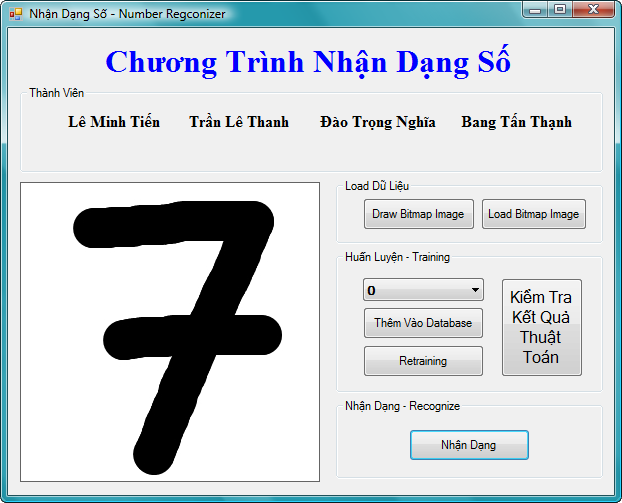 Nhận Dạng Số - Number Regconizer
Chương Trình Nhận Dạng Số
Thành Viên
Lê Minh Tiến Trần Lê Thanh Đào Trọng Nghĩa Bang Tấn Thạnh
7
Load Dữ Liệu
Draw Bitmap Image Load Bitmap Image
Huấn Luyện - Training
0
Thêm Vào Database
Retraining
Kiểm Tra
Kết Quả
Thuật
Toán
Nhận Dạng - Recognize
Nhận Dạng